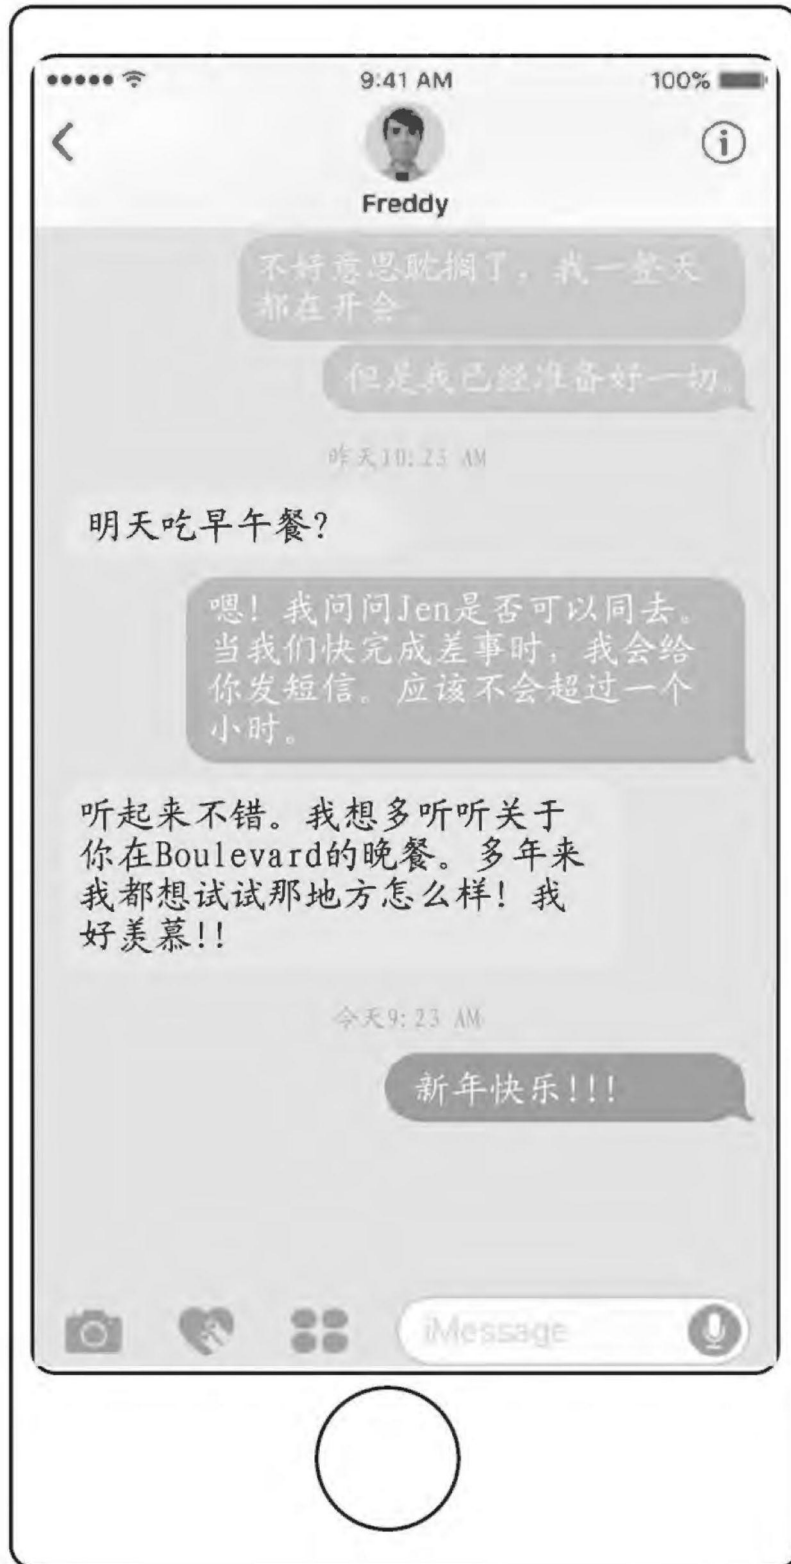 9:41 AM
100%
Freddy
不好意思耽搁了，我一整天
都在开会
但是我已经准备好一切。
昨天10:23 AM
明天吃早午餐?
嗯! 我问问Jen是否可以同去。
当我们快完成差事时，我会给
你发短信。应该不会超过一个
小时。
听起来不错。我想多听听关于
你在Boulevard的晚餐。多年来
我都想试试那地方怎么样! 我
好羡慕!!
今天9:23 AM
新年快乐!!!
iMessage